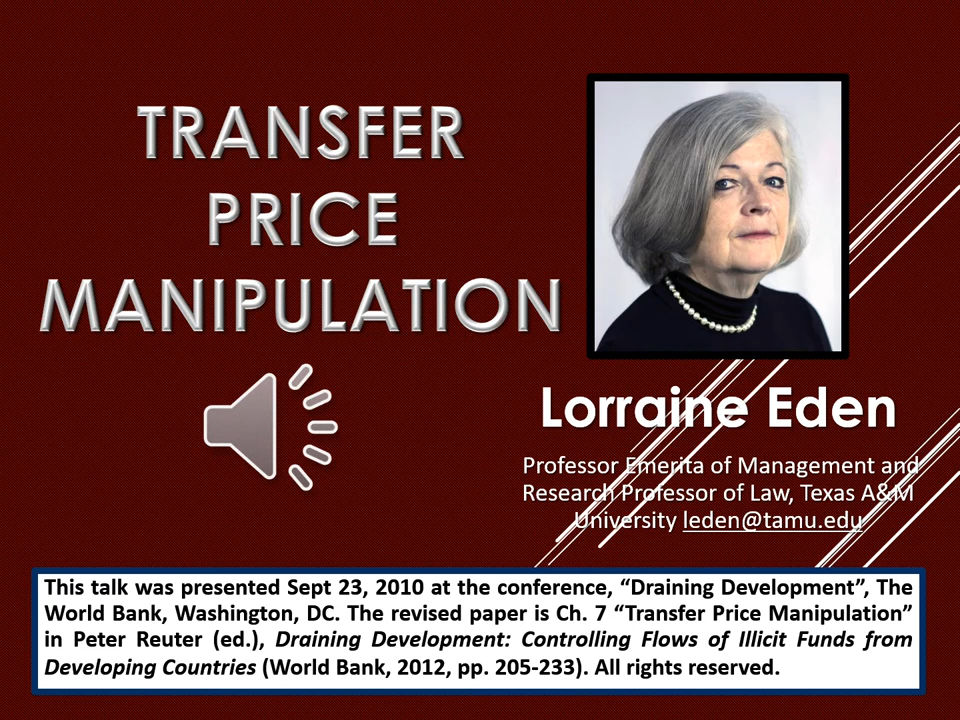 TRANSFER
PRICE
MANIPULATION
Lorraine Eden
Professor Emerita of Management and
Research Professor of Law, Texas A&M
University leden@tamu.edu
This talk was presented Sept 23, 2010 at the conference, “Draining Development”, The
World Bank, Washington, DC. The revised paper is Ch. 7 “Transfer Price Manipulation”
in Peter Reuter (ed.), Draining Development: Controlling Flows of Illicit Funds from
Developing Countries (World Bank, 2012, pp. 205-233). All rights reserved.